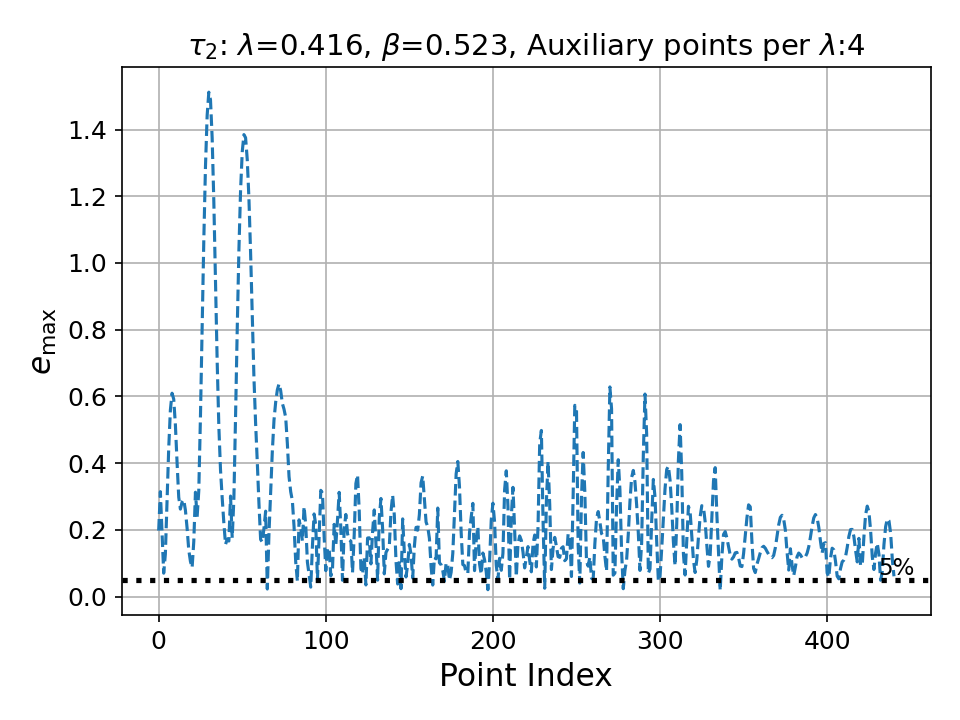 τ₂: λ=0.416, β=0.523, Auxiliary points per λ:4
e_max
1.4
1.2
1.0
0.8
0.6
0.4
0.2
0.0
5%
0 100 200 300 400
Point Index